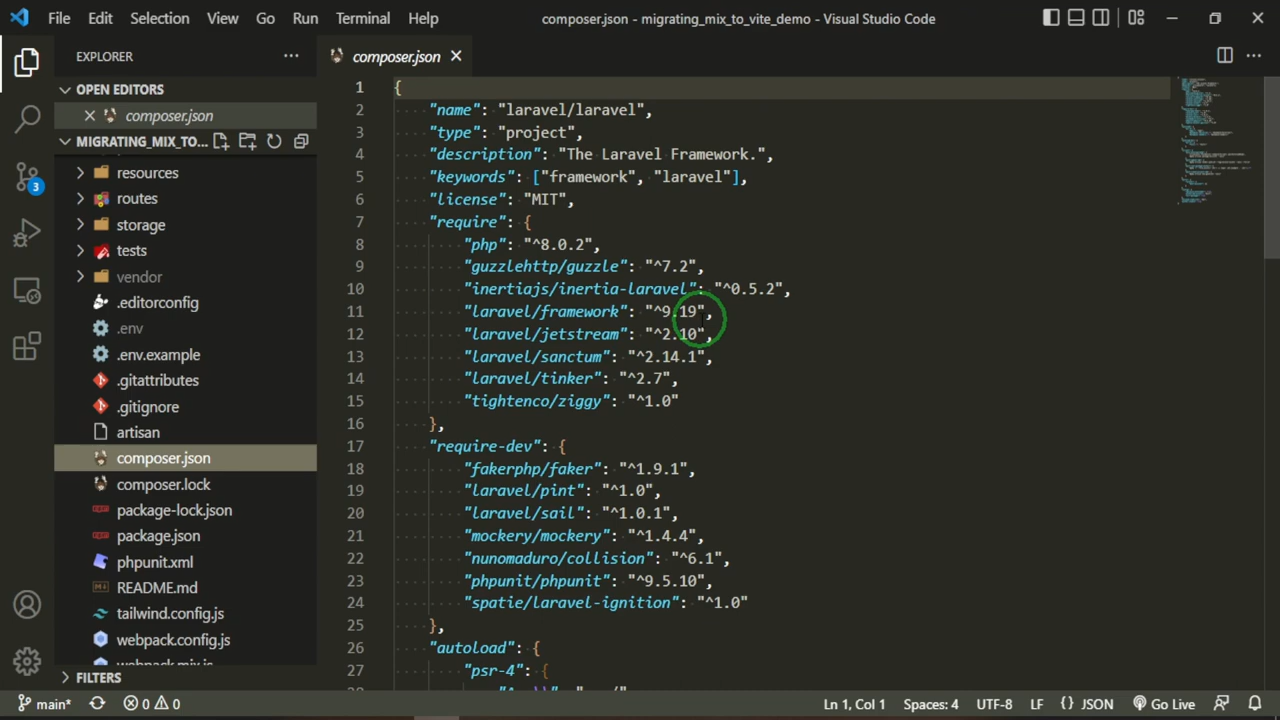 File Edit Selection View Go Run Terminal Help
composer.json - migrating_mix_to_vite_demo - Visual Studio Code
EXPLORER
OPEN EDITORS
composer.json
MIGRATING_MIX_TO...
resources
routes
storage
tests
vendor
.editorconfig
.env
.env.example
.gitattributes
.gitignore
artisan
composer.json
composer.lock
package-lock.json
package.json
phpunit.xml
README.md
tailwind.config.js
webpack.config.js
webpack.mix.js
FILTERS
3
composer.json
1 {
2 "name": "laravel/laravel",
3 "type": "project",
4 "description": "The Laravel Framework.",
5 "keywords": ["framework", "laravel"],
6 "license": "MIT",
7 "require": {
8 "php": "^8.0.2",
9 "guzzlehttp/guzzle": "^7.2",
10 "inertiajs/inertia-laravel": "^0.5.2",
11 "laravel/framework": "^9.19",
12 "laravel/jetstream": "^2.10",
13 "laravel/sanctum": "^2.14.1",
14 "laravel/tinker": "^2.7",
15 "tightenco/ziggy": "^1.0"
16 },
17 "require-dev": {
18 "fakerphp/faker": "^1.9.1",
19 "laravel/pint": "^1.0",
20 "laravel/sail": "^1.0.1",
21 "mockery/mockery": "^1.4.4",
22 "nunomaduro/collision": "^6.1",
23 "phpunit/phpunit": "^9.5.10",
24 "spatie/laravel-ignition": "^1.0"
25 },
26 "autoload": {
27 "psr-4": {
main* 0 0 Ln 1, Col 1 Spaces: 4 UTF-8 LF {} JSON Go Live